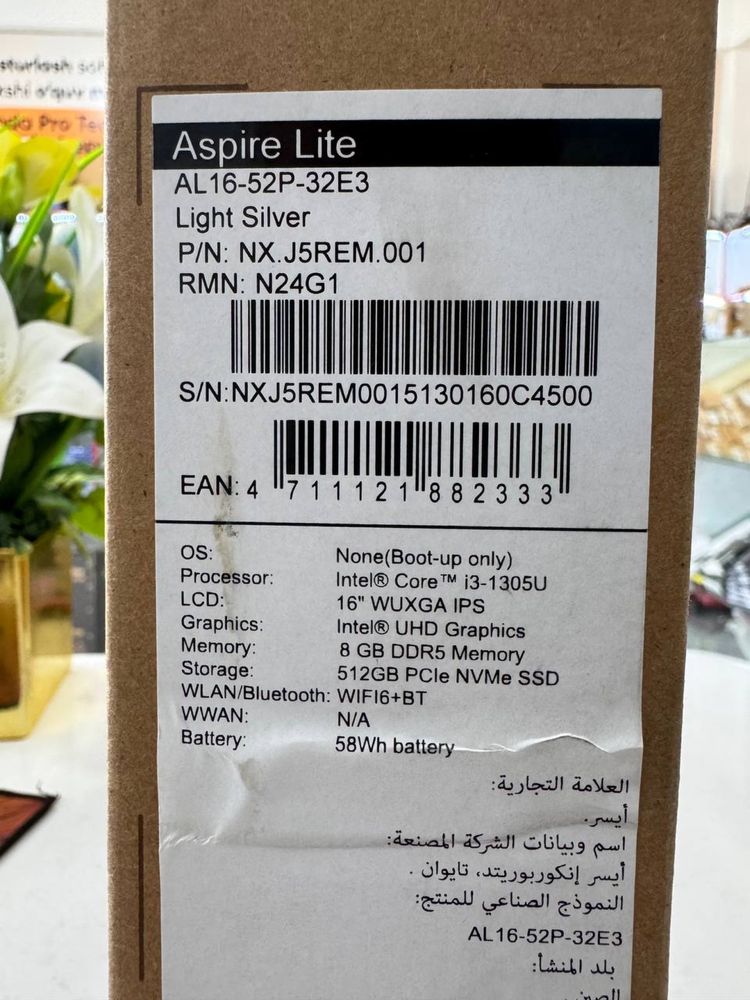 Pro
Aspire Lite
AL16-52P-32E3
Light Silver
P/N: NX.J5REM.001
RMN: N24G1
S/N:NXJ5REM0015130160C4500
EAN: 4 711121 882333
OS: None(Boot-up only)
Processor: Intel® Core™ i3-1305U
LCD: 16" WUXGA IPS
Graphics: Intel® UHD Graphics
Memory: 8 GB DDR5 Memory
Storage: 512GB PCIe NVMe SSD
WLAN/Bluetooth: WIFI6+BT
WWAN: N/A
Battery: 58Wh battery
العلامة التجارية:
أيسر.
اسم وبيانات الشركة المصنعة:
أيسر إنكوربوريتد، تايوان .
النموذج الصناعي للمنتج:
AL16-52P-32E3
بلد المنشأ:
الصين